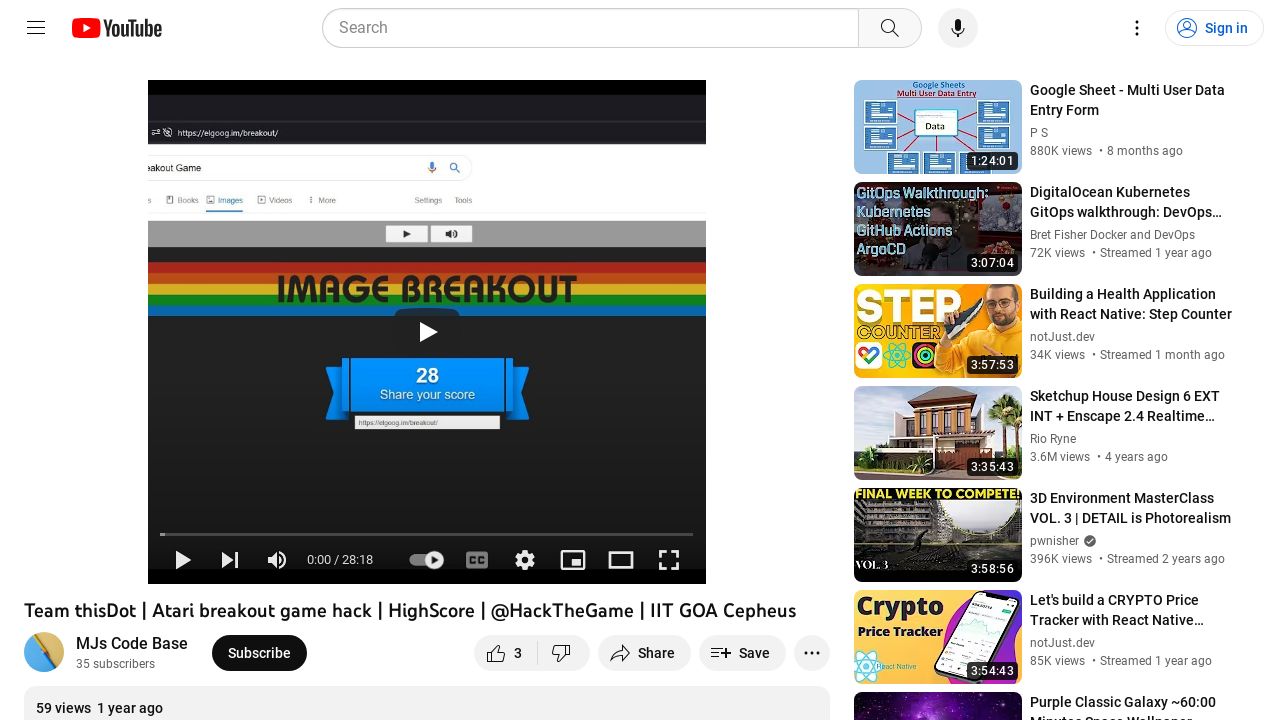 YouTube
Search
Sign in
https://elgoog.im/breakout/
eakout Game
s Books Images Videos More Settings Tools
IMAGE BREAKOUT
28
Share your score
https://elgoog.im/breakout/
0:00 / 28:18
CC
Team thisDot | Atari breakout game hack | HighScore | @HackTheGame | IIT GOA Cepheus
MJs Code Base
35 subscribers
Subscribe
3
Share
Save
59 views 1 year ago
Google Sheets
Multi User Data Entry
Data
1:24:01
Google Sheet - Multi User Data
Entry Form
P S
880K views • 8 months ago
GitOps Walkthrough:
Kubernetes
GitHub Actions
ArgoCD
3:07:04
DigitalOcean Kubernetes
GitOps walkthrough: DevOps…
Bret Fisher Docker and DevOps
72K views • Streamed 1 year ago
STEP
COUNTER
3:57:53
Building a Health Application
with React Native: Step Counter
notJust.dev
34K views • Streamed 1 month ago
3:35:43
Sketchup House Design 6 EXT
INT + Enscape 2.4 Realtime…
Rio Ryne
3.6M views • 4 years ago
FINAL WEEK TO COMPETE!
VOL. 3
3:58:56
3D Environment MasterClass
VOL. 3 | DETAIL is Photorealism
pwnisher
396K views • Streamed 2 years ago
Crypto
Price Tracker
React Native
3:54:43
Let's build a CRYPTO Price
Tracker with React Native…
notJust.dev
85K views • Streamed 1 year ago
Purple Classic Galaxy ~60:00
Minutes Space Wallpaper